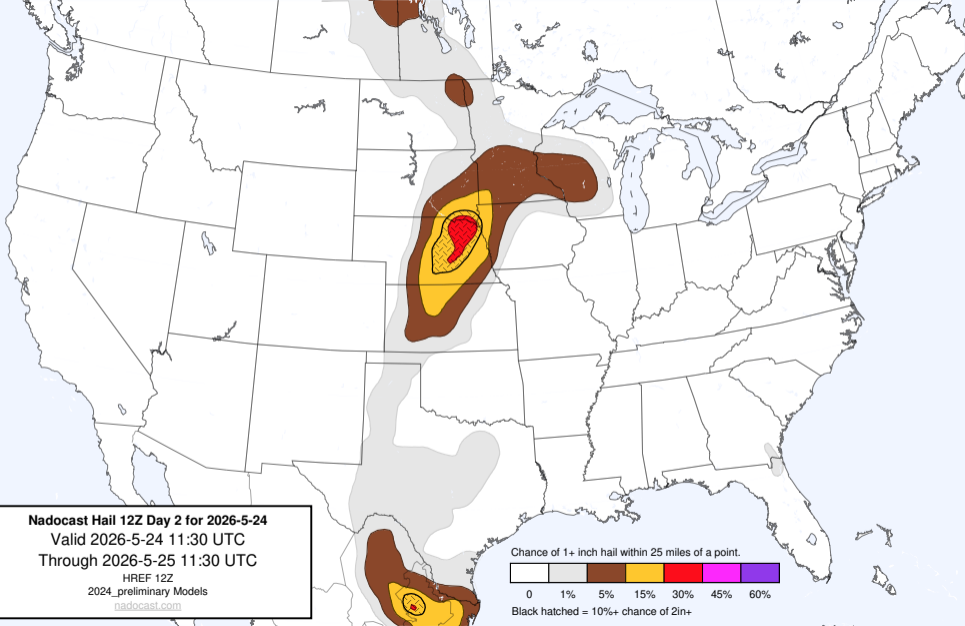 Nadocast Hail 12Z Day 2 for 2026-5-24
Valid 2026-5-24 11:30 UTC
Through 2026-5-25 11:30 UTC
HREF 12Z
2024_preliminary Models
nadocast.com
Chance of 1+ inch hail within 25 miles of a point.
0 1% 5% 15% 30% 45% 60%
Black hatched = 10%+ chance of 2in+